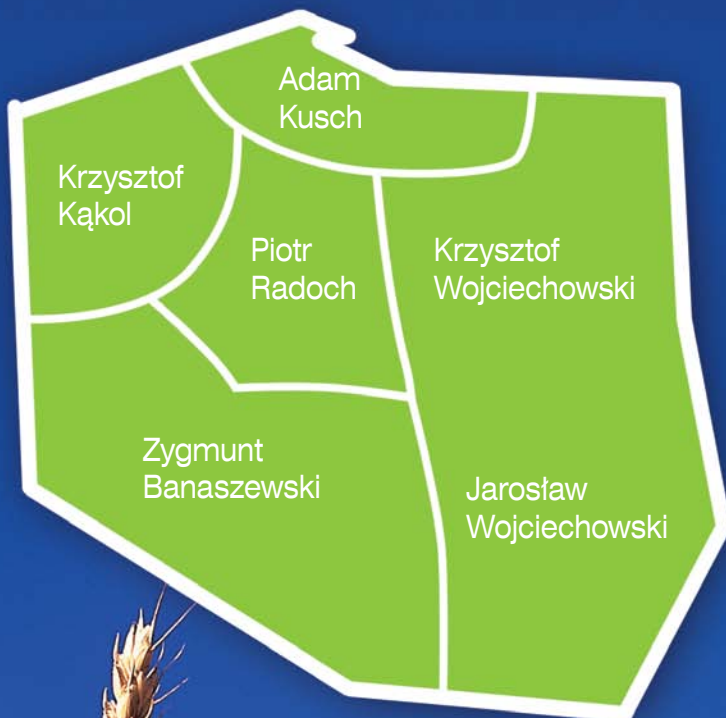 Adam
Kusch
Krzysztof
Kąkol
Piotr
Radoch
Krzysztof
Wojciechowski
Zygmunt
Banaszewski
Jarosław
Wojciechowski